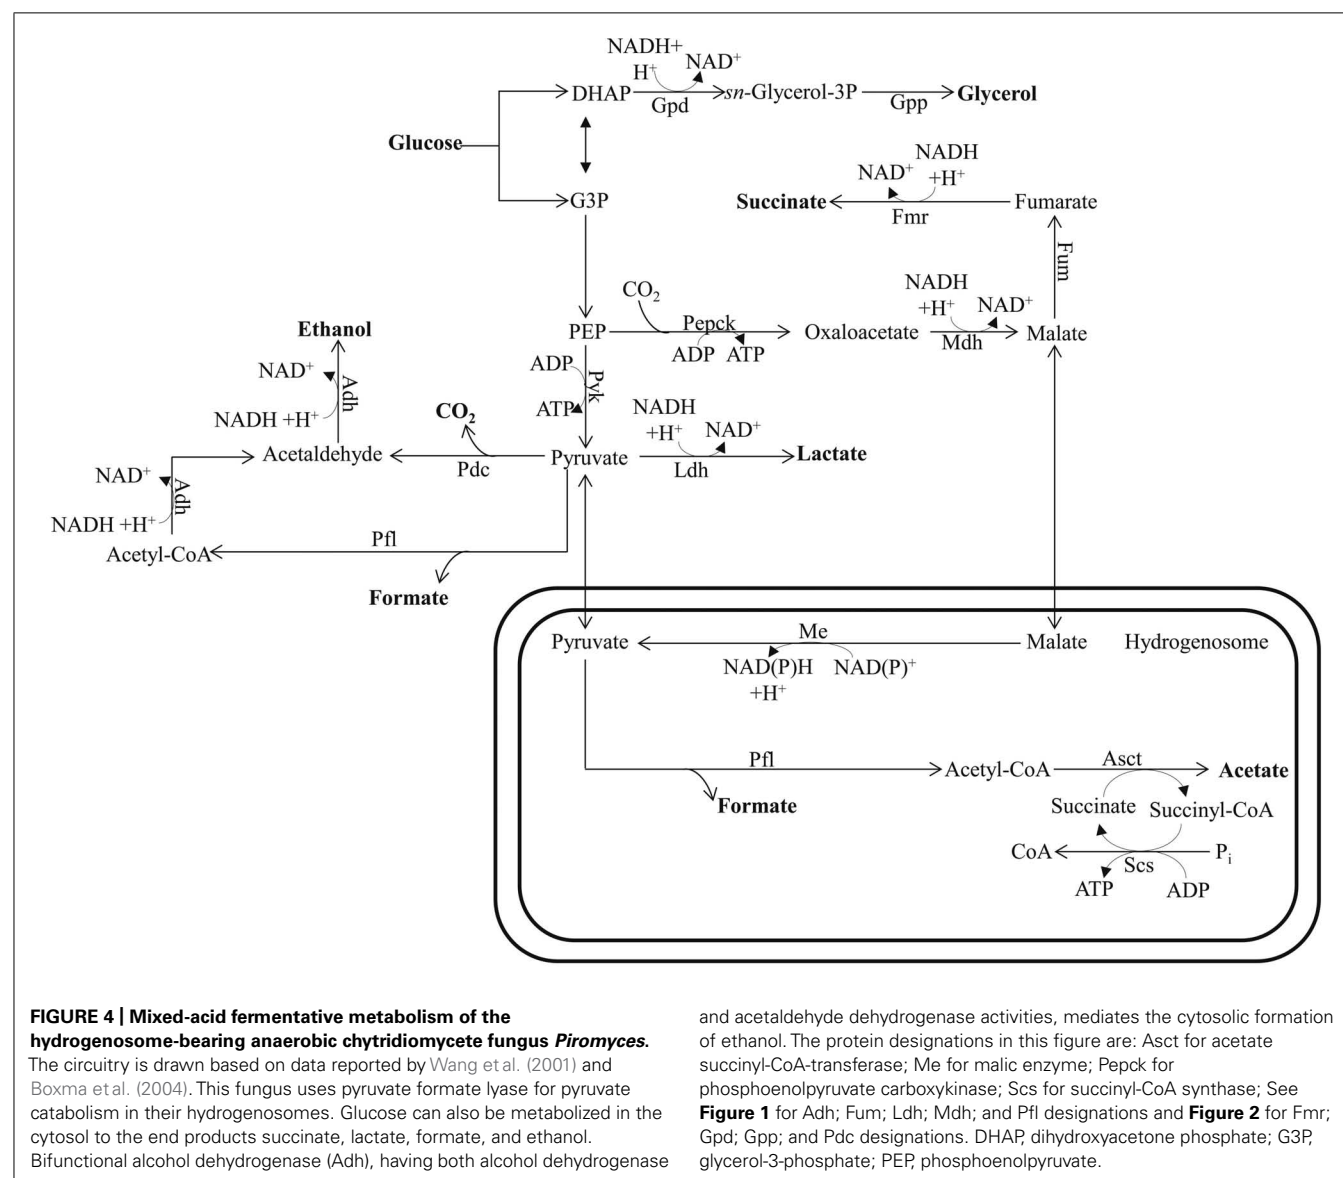 NADH+
H+ NAD+
DHAP Gpd sn-Glycerol-3P Gpp Glycerol
Glucose
NADH
NAD+ +H+
G3P Succinate Fmr Fumarate
Fum
CO2 NADH
+H+ NAD+
Ethanol PEP Pepck Oxaloacetate Mdh Malate
ADP ATP
ADP Pyk
ATP
NAD+ Adh
NADH +H+
CO2 NADH
+H+ NAD+
Acetaldehyde Pdc Pyruvate Ldh Lactate
NAD+ Adh
NADH +H+
Acetyl-CoA Pfl
Formate
Pyruvate Me Malate Hydrogenosome
NAD(P)H NAD(P)+
+H+
Pfl Acetyl-CoA Asct Acetate
Formate Succinate Succinyl-CoA
CoA Scs Pi
ATP ADP
FIGURE 4 | Mixed-acid fermentative metabolism of the
hydrogenosome-bearing anaerobic chytridiomycete fungus Piromyces.
The circuitry is drawn based on data reported by Wang et al. (2001) and
Boxma et al. (2004). This fungus uses pyruvate formate lyase for pyruvate
catabolism in their hydrogenosomes. Glucose can also be metabolized in the
cytosol to the end products succinate, lactate, formate, and ethanol.
Bifunctional alcohol dehydrogenase (Adh), having both alcohol dehydrogenase
and acetaldehyde dehydrogenase activities, mediates the cytosolic formation
of ethanol. The protein designations in this figure are: Asct for acetate
succinyl-CoA-transferase; Me for malic enzyme; Pepck for
phosphoenolpyruvate carboxykinase; Scs for succinyl-CoA synthase; See
Figure 1 for Adh; Fum; Ldh; Mdh; and Pfl designations and Figure 2 for Fmr;
Gpd; Gpp; and Pdc designations. DHAP, dihydroxyacetone phosphate; G3P,
glycerol-3-phosphate; PEP, phosphoenolpyruvate.